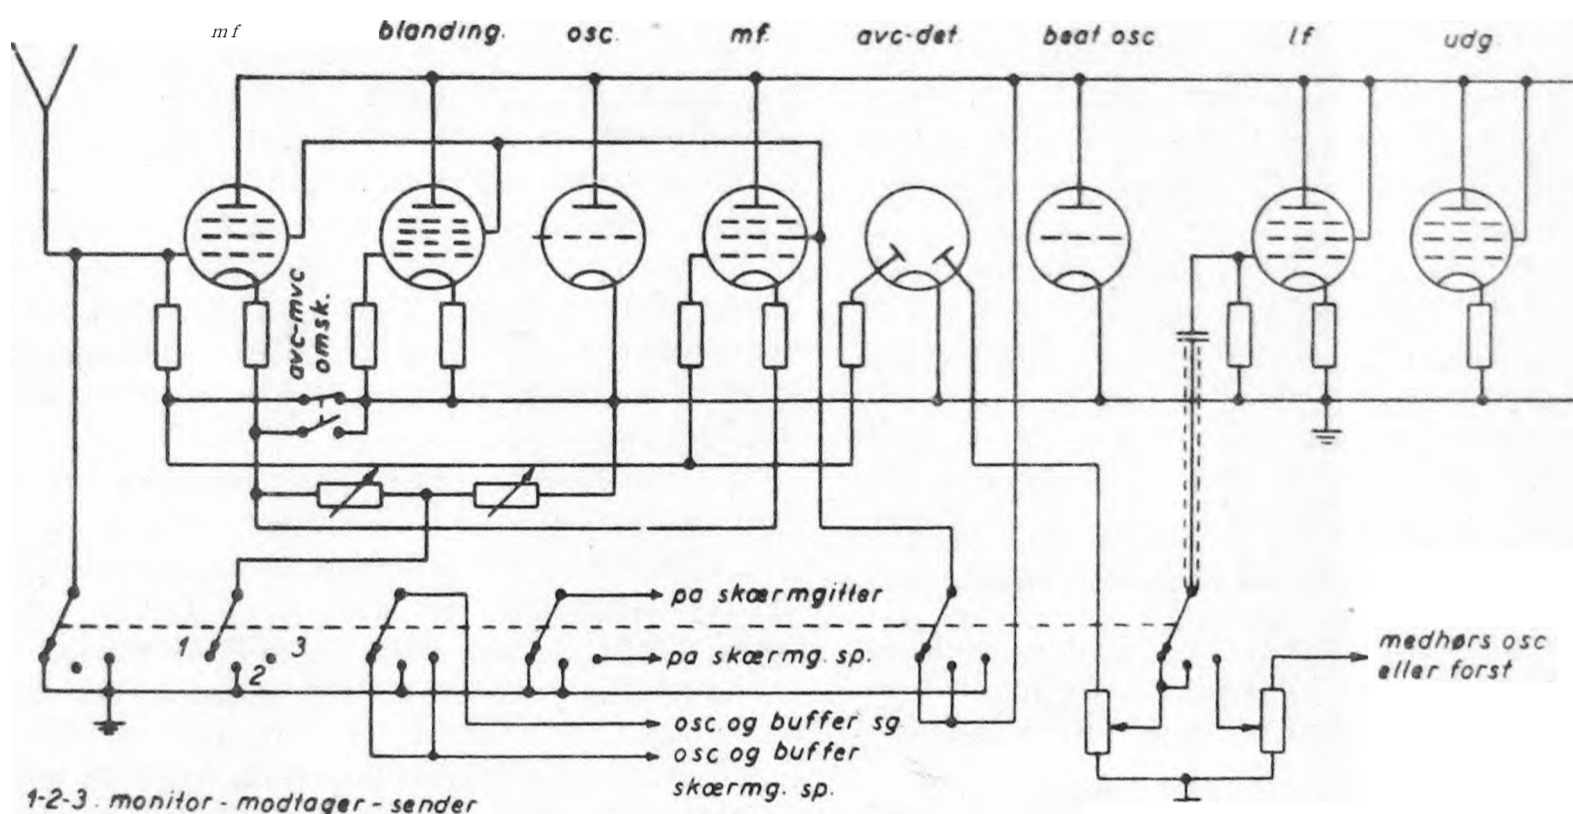 mf blanding. osc. mf. avc-det. beat osc lf udg.
avc-mvc
omsk.
pa skærmgitter
1 2 3
pa skærmg. sp.
medhørs osc
eller forst
osc. og buffer sg
osc og buffer
skærmg. sp.
1-2-3. monitor - modtager - sender